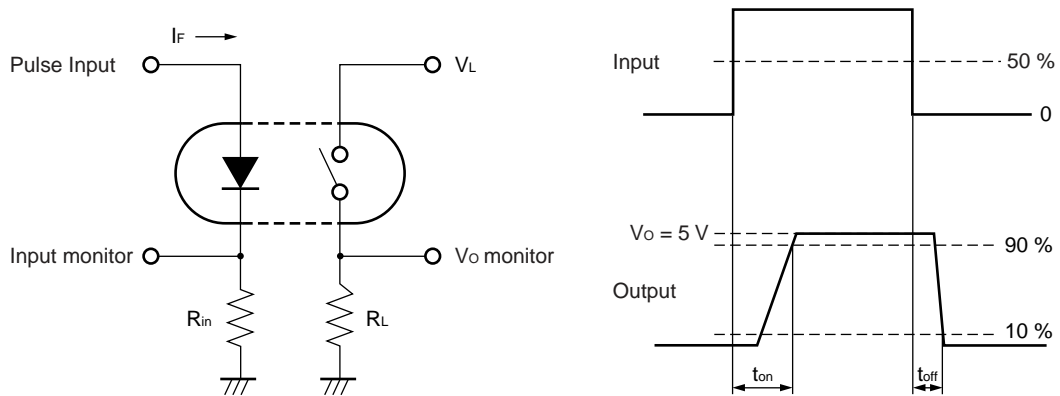 IF
Pulse Input
VL
Input monitor
VO monitor
Rin
RL
Input
50 %
0
VO = 5 V
90 %
Output
10 %
ton
toff